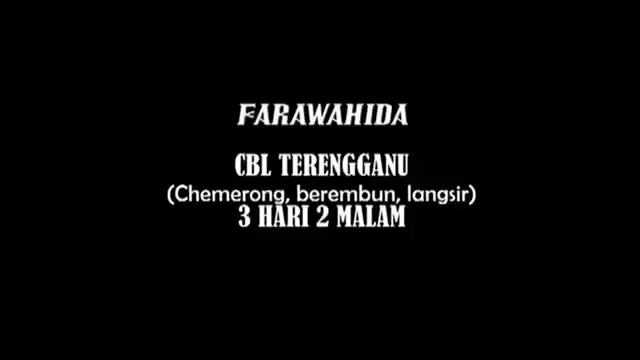 FARAWAHIDA
CBL TERENGGANU
(Chemerong, berembun, langsir)
3 HARI 2 MALAM